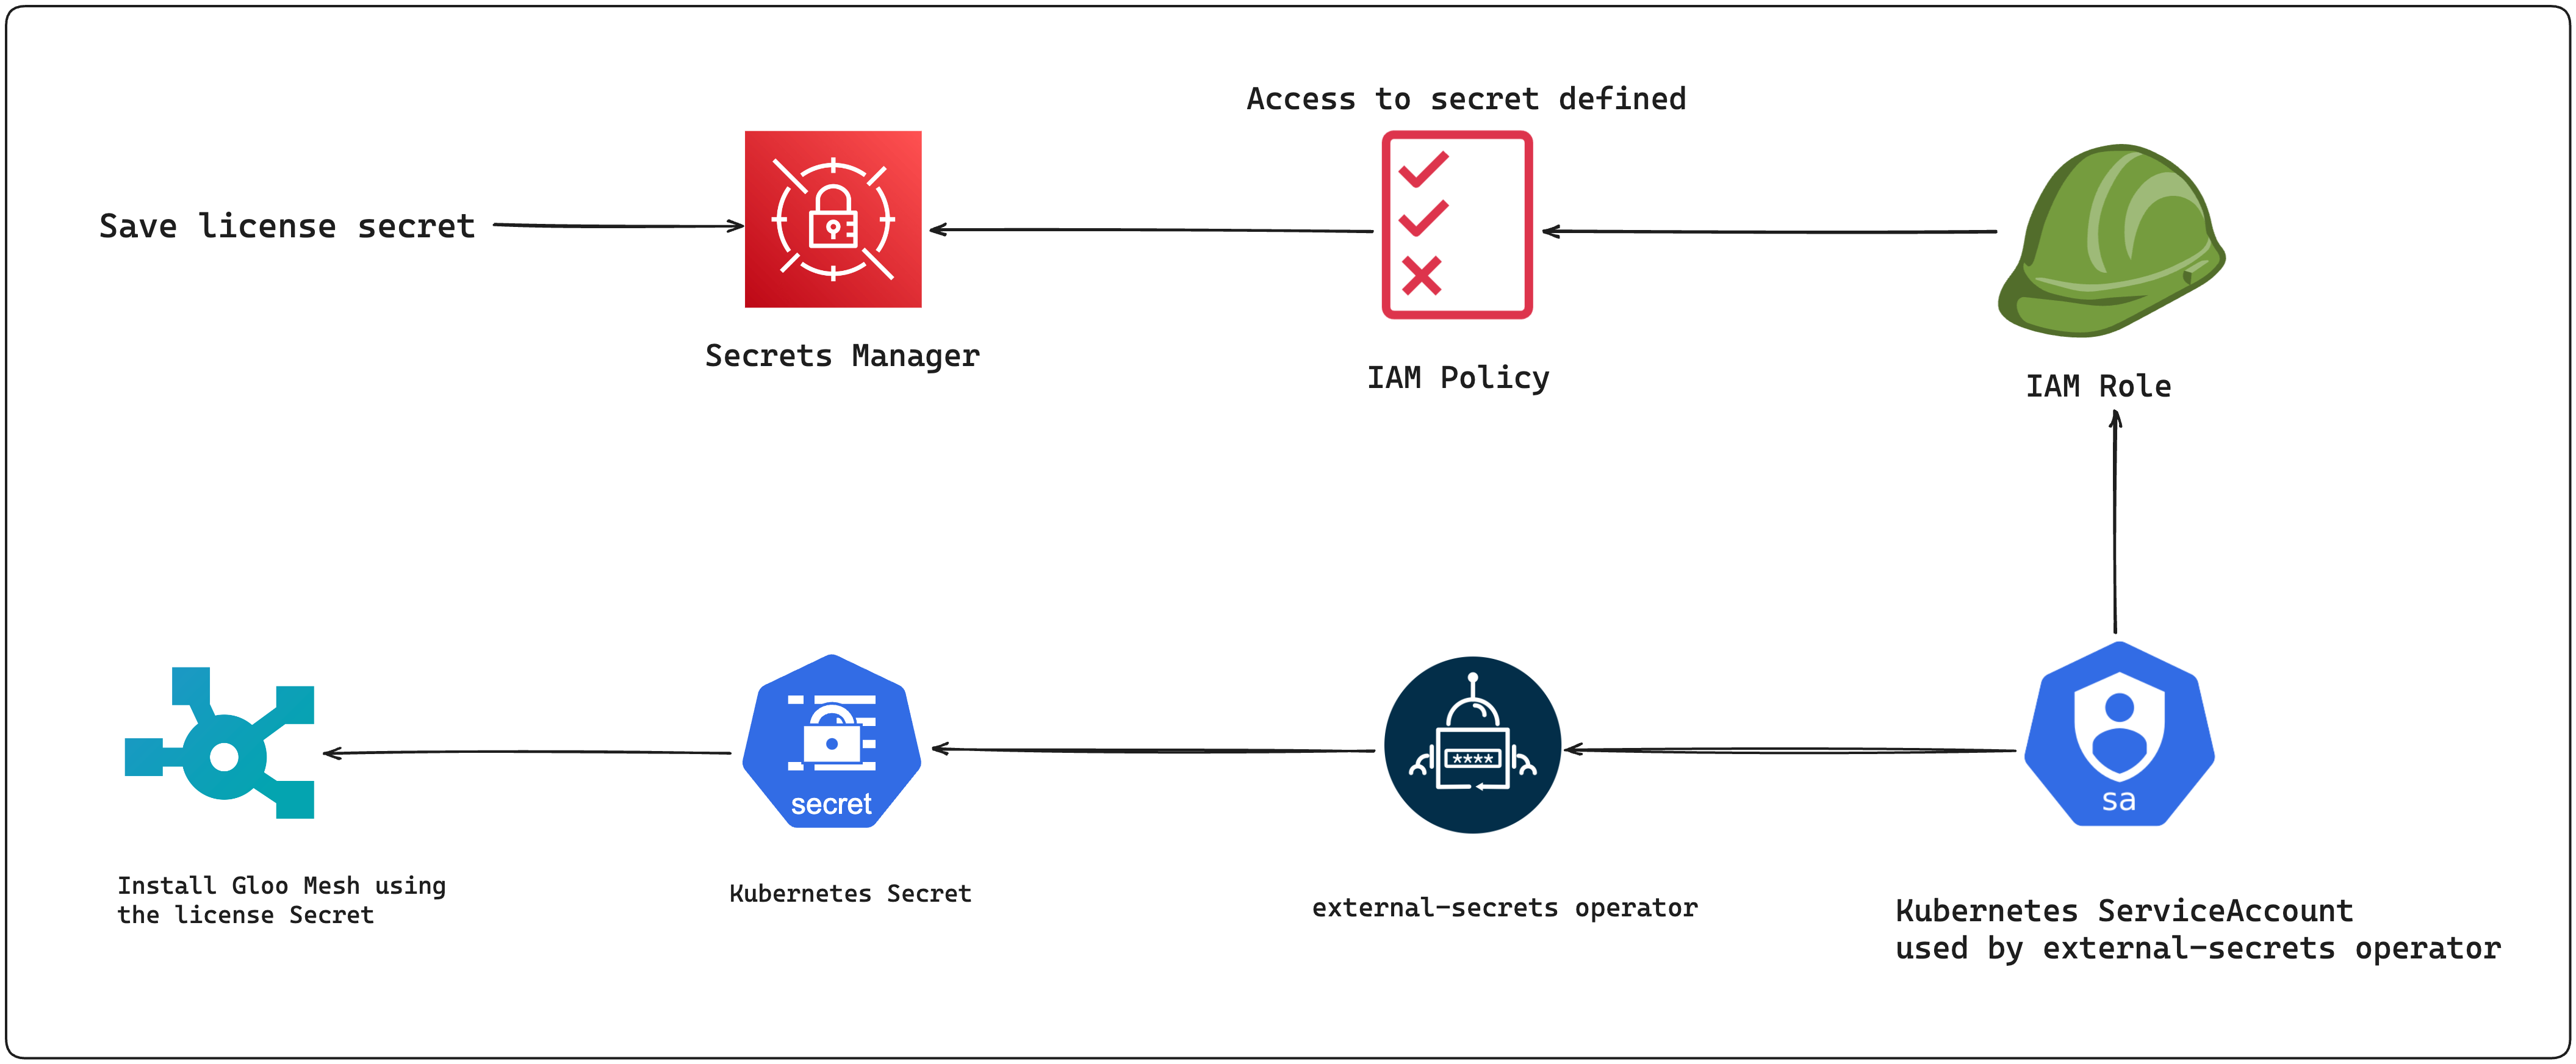 Access to secret defined
Save license secret
Secrets Manager
IAM Policy
IAM Role
secret
****
sa
Install Gloo Mesh using
the license Secret
Kubernetes Secret
external-secrets operator
Kubernetes ServiceAccount
used by external-secrets operator